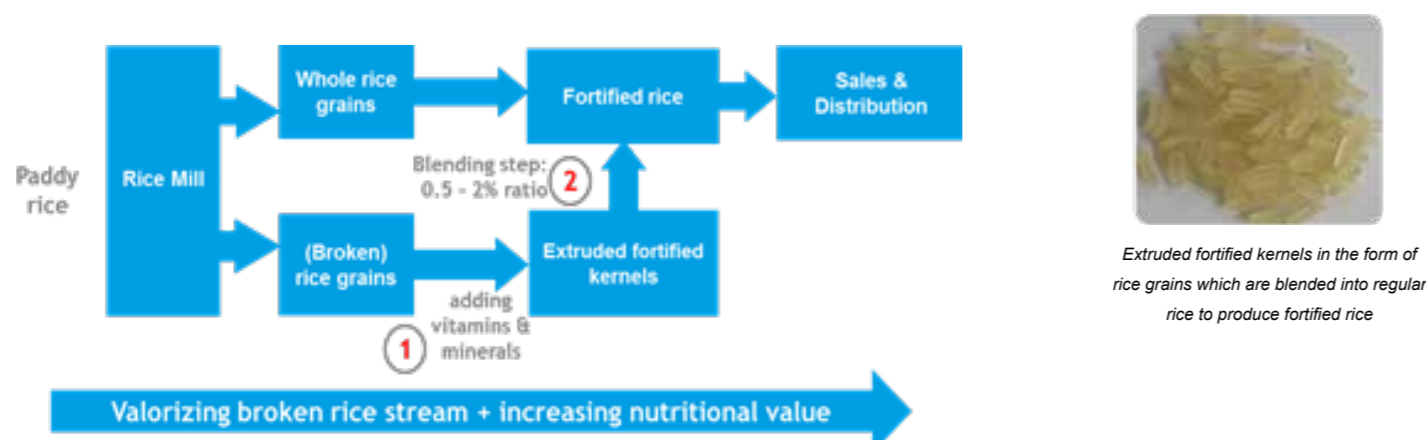 Paddy
rice
Rice Mill
Whole rice
grains
Fortified rice
Sales &
Distribution
Blending step:
0.5 - 2% ratio
2
(Broken)
rice grains
Extruded fortified
kernels
adding
vitamins &
minerals
1
Valorizing broken rice stream + increasing nutritional value
Extruded fortified kernels in the form of
rice grains which are blended into regular
rice to produce fortified rice